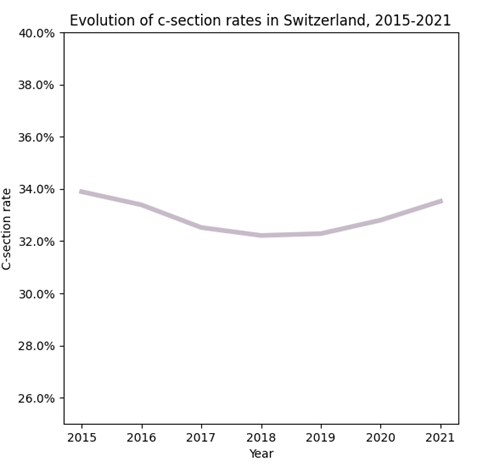 Evolution of c-section rates in Switzerland, 2015-2021
40.0%
38.0%
36.0%
34.0%
32.0%
30.0%
28.0%
26.0%
C-section rate
2015 2016 2017 2018 2019 2020 2021
Year